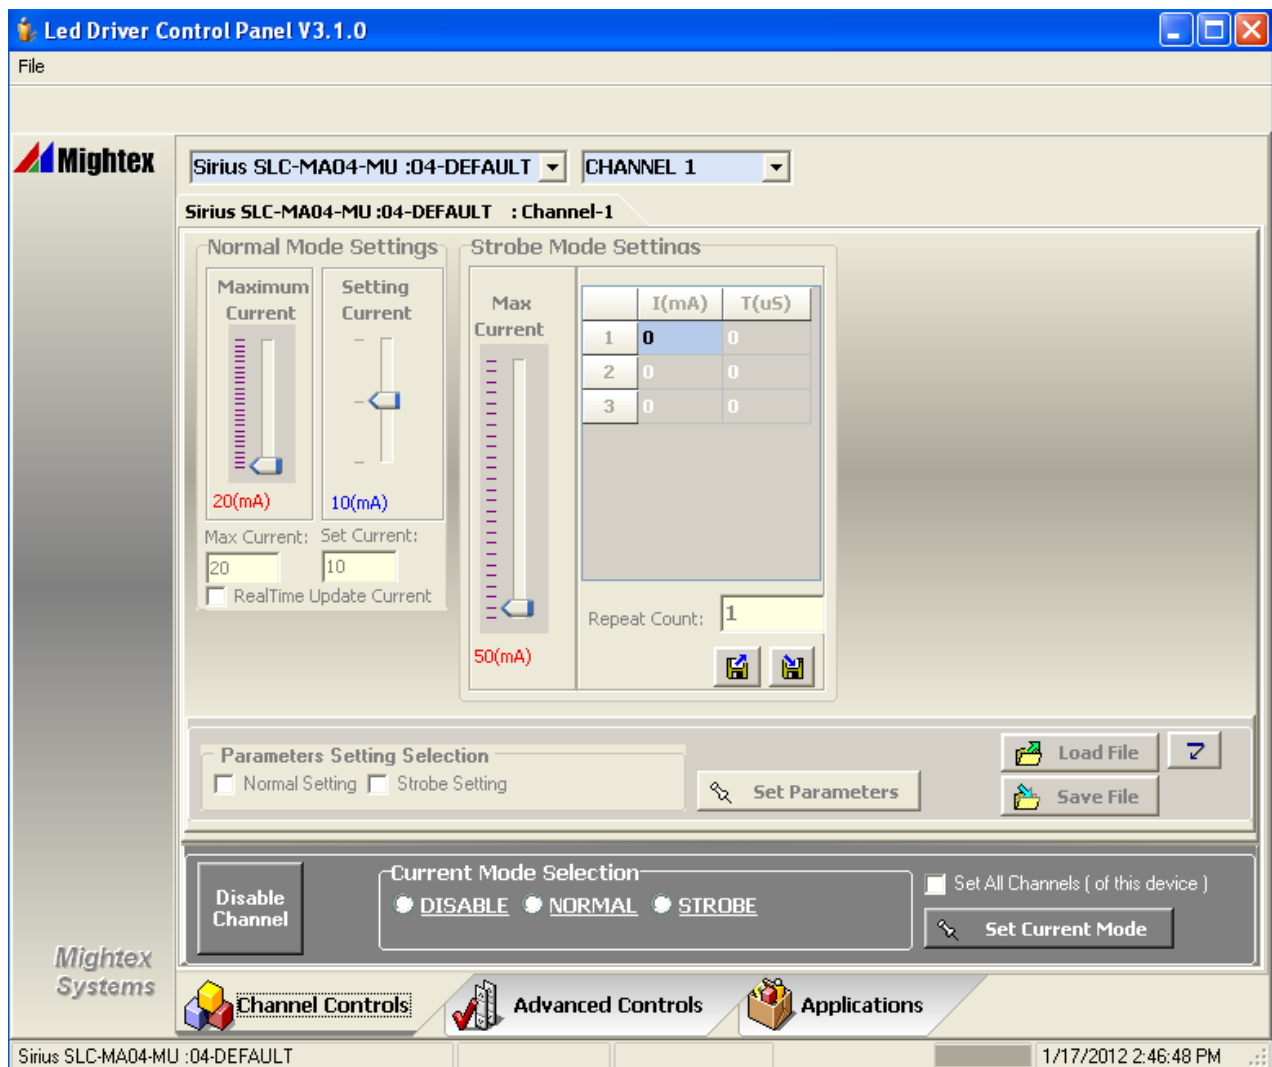 Led Driver Control Panel V3.1.0
File
Mightex
Sirius SLC-MA04-MU :04-DEFAULT
CHANNEL 1
Sirius SLC-MA04-MU :04-DEFAULT : Channel-1
Normal Mode Settings
Maximum Current
Setting Current
20(mA)
10(mA)
Max Current:
Set Current:
20
10
RealTime Update Current
Strobe Mode Settings
Max Current
50(mA)
I(mA) T(uS)
1 0 0
2 0 0
3 0 0
Repeat Count: 1
Parameters Setting Selection
Normal Setting Strobe Setting
Set Parameters
Load File
Save File
Disable Channel
Current Mode Selection
DISABLE NORMAL STROBE
Set All Channels ( of this device )
Set Current Mode
Mightex Systems
Channel Controls
Advanced Controls
Applications
Sirius SLC-MA04-MU :04-DEFAULT
1/17/2012 2:46:48 PM